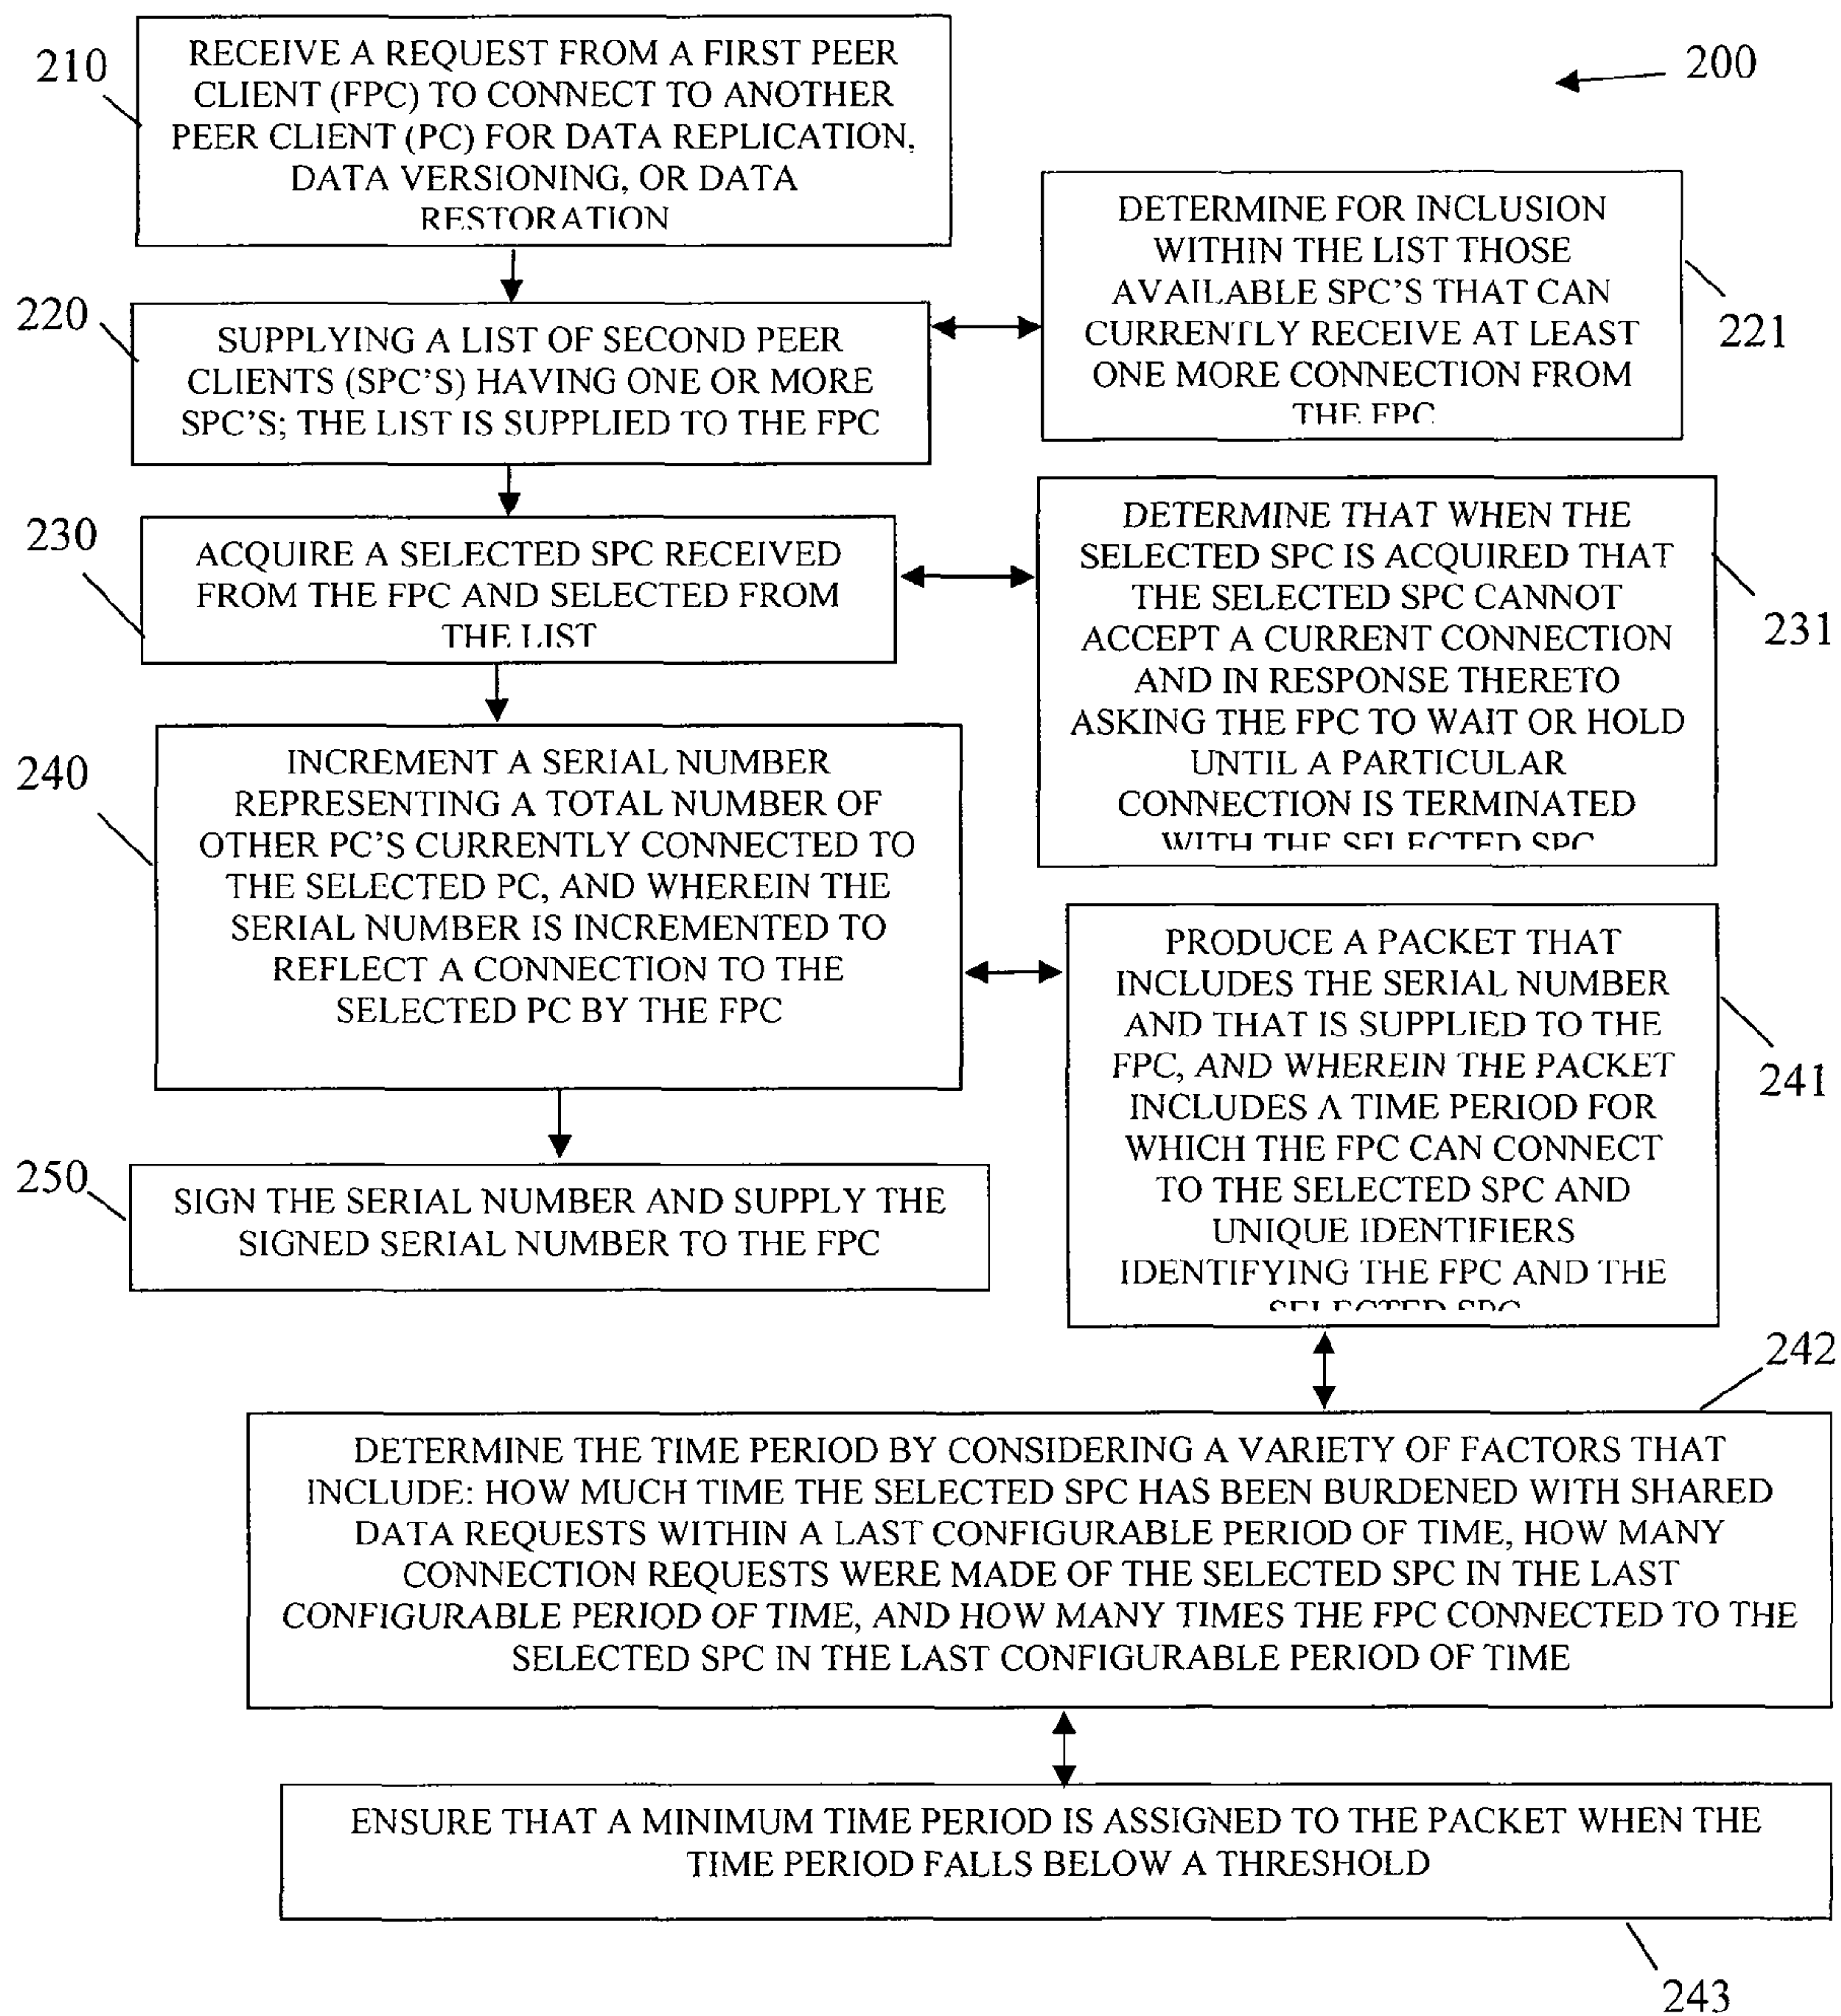 200
210
RECEIVE A REQUEST FROM A FIRST PEER
CLIENT (FPC) TO CONNECT TO ANOTHER
PEER CLIENT (PC) FOR DATA REPLICATION,
DATA VERSIONING, OR DATA
RESTORATION
220
SUPPLYING A LIST OF SECOND PEER
CLIENTS (SPC'S) HAVING ONE OR MORE
SPC'S; THE LIST IS SUPPLIED TO THE FPC
DETERMINE FOR INCLUSION
WITHIN THE LIST THOSE
AVAILABLE SPC'S THAT CAN
CURRENTLY RECEIVE AT LEAST
ONE MORE CONNECTION FROM
THE FPC
221
230
ACQUIRE A SELECTED SPC RECEIVED
FROM THE FPC AND SELECTED FROM
THE LIST
DETERMINE THAT WHEN THE
SELECTED SPC IS ACQUIRED THAT
THE SELECTED SPC CANNOT
ACCEPT A CURRENT CONNECTION
AND IN RESPONSE THERETO
ASKING THE FPC TO WAIT OR HOLD
UNTIL A PARTICULAR
CONNECTION IS TERMINATED
WITH THE SELECTED SPC
231
240
INCREMENT A SERIAL NUMBER
REPRESENTING A TOTAL NUMBER OF
OTHER PC'S CURRENTLY CONNECTED TO
THE SELECTED PC, AND WHEREIN THE
SERIAL NUMBER IS INCREMENTED TO
REFLECT A CONNECTION TO THE
SELECTED PC BY THE FPC
PRODUCE A PACKET THAT
INCLUDES THE SERIAL NUMBER
AND THAT IS SUPPLIED TO THE
FPC, AND WHEREIN THE PACKET
INCLUDES A TIME PERIOD FOR
WHICH THE FPC CAN CONNECT
TO THE SELECTED SPC AND
UNIQUE IDENTIFIERS
IDENTIFYING THE FPC AND THE
SELECTED SPC
241
250
SIGN THE SERIAL NUMBER AND SUPPLY THE
SIGNED SERIAL NUMBER TO THE FPC
242
DETERMINE THE TIME PERIOD BY CONSIDERING A VARIETY OF FACTORS THAT
INCLUDE: HOW MUCH TIME THE SELECTED SPC HAS BEEN BURDENED WITH SHARED
DATA REQUESTS WITHIN A LAST CONFIGURABLE PERIOD OF TIME, HOW MANY
CONNECTION REQUESTS WERE MADE OF THE SELECTED SPC IN THE LAST
CONFIGURABLE PERIOD OF TIME, AND HOW MANY TIMES THE FPC CONNECTED TO THE
SELECTED SPC IN THE LAST CONFIGURABLE PERIOD OF TIME
ENSURE THAT A MINIMUM TIME PERIOD IS ASSIGNED TO THE PACKET WHEN THE
TIME PERIOD FALLS BELOW A THRESHOLD
243